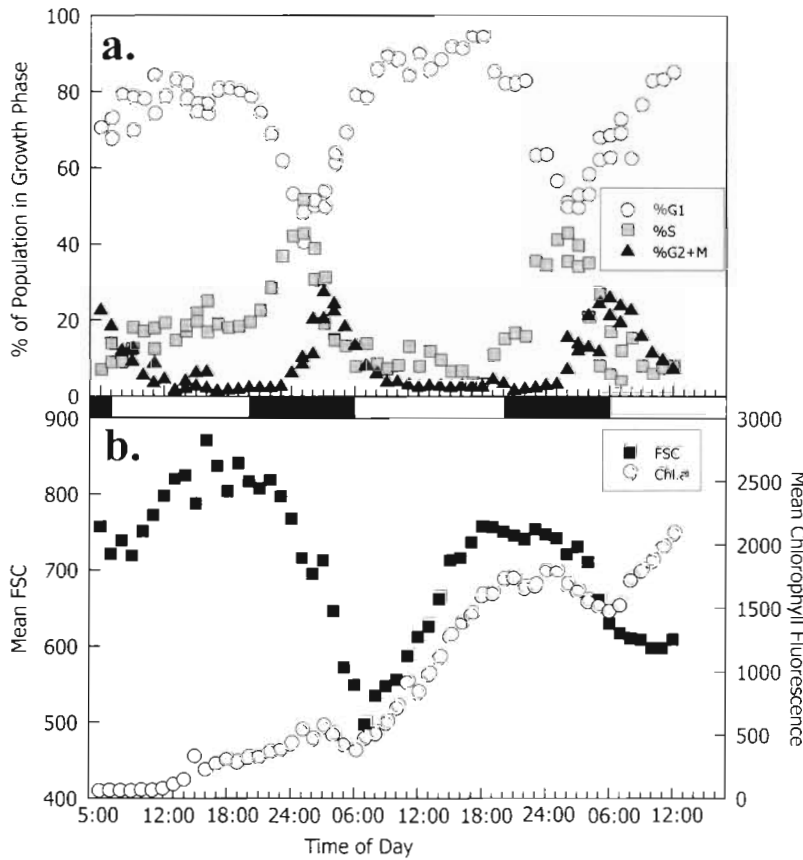 a.
100
80
60
40
20
0
% of Population in Growth Phase
%G1
%S
%G2+M
b.
900
800
700
600
500
400
Mean FSC
FSC
Chl.a
3000
2500
2000
1500
1000
500
0
Mean Chlorophyll Fluorescence
5:00 12:00 18:00 24:00 06:00 12:00 18:00 24:00 06:00 12:00
Time of Day